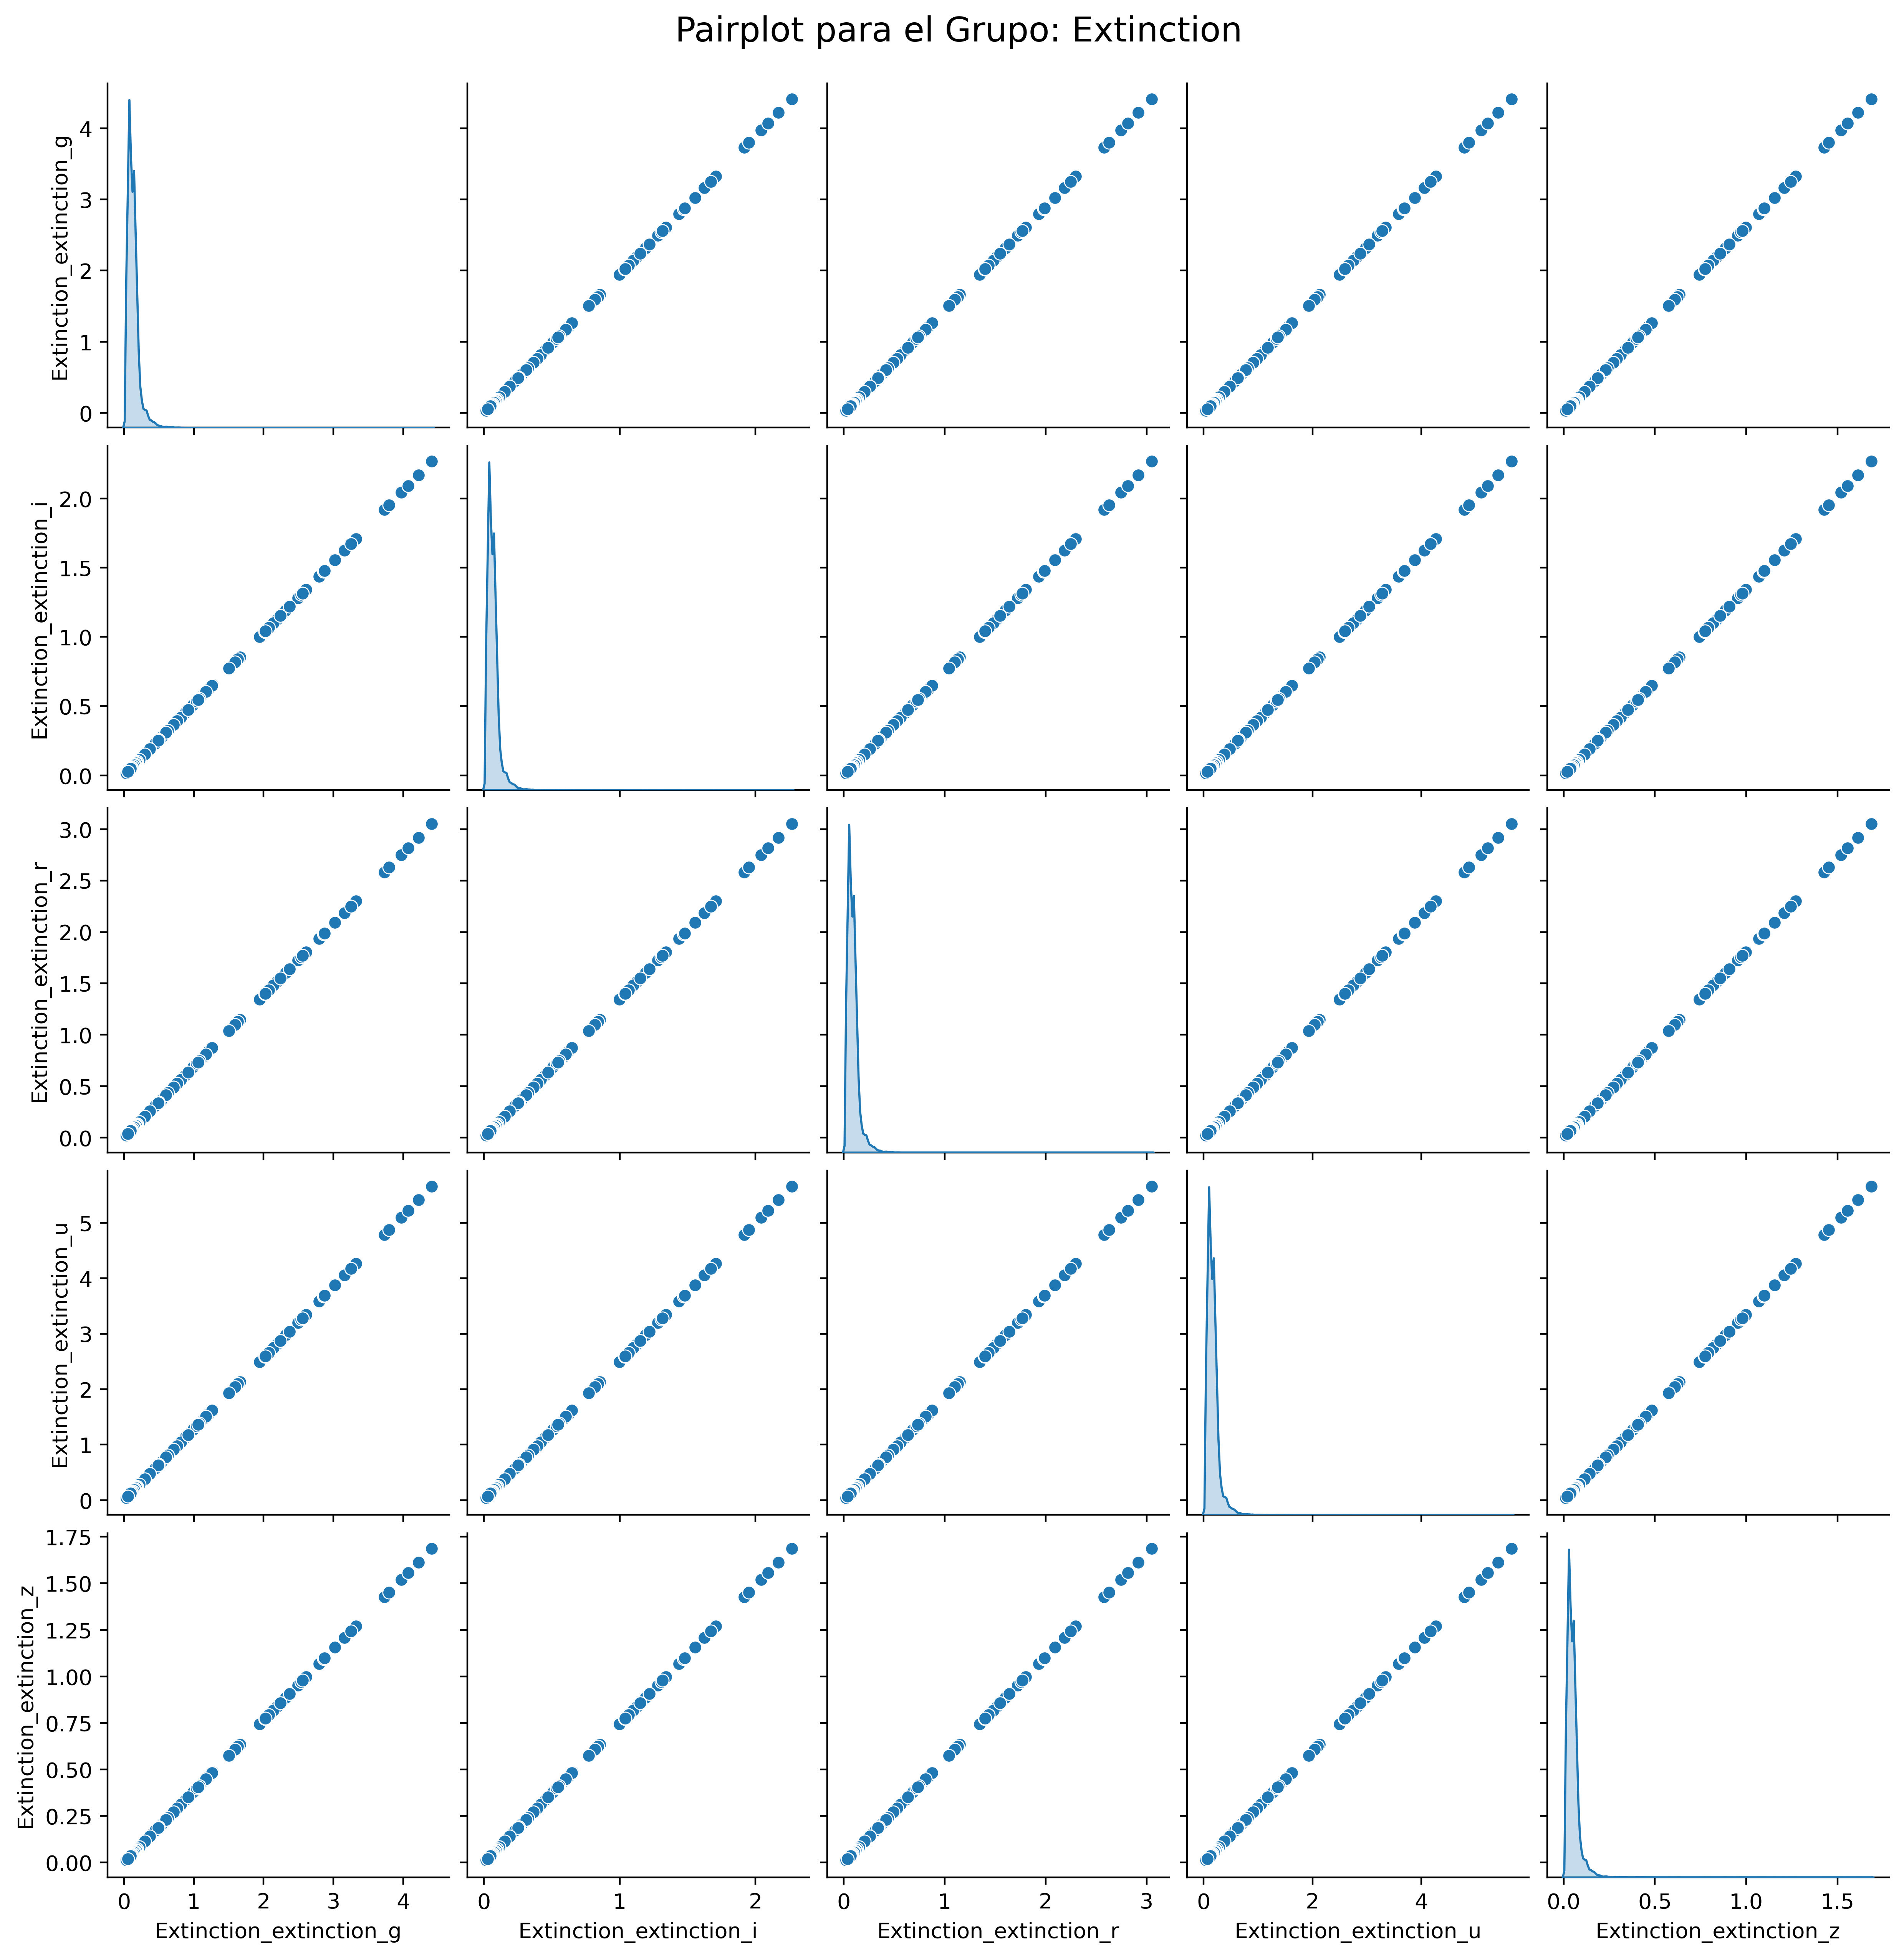 Pairplot para el Grupo: Extinction
Extinction_extinction_g
4
3
2
1
0
0 1 2 3 4
0 1 2
0 1 2 3
0 2 4
Extinction_extinction_i
2.0
1.5
1.0
0.5
0.0
Extinction_extinction_r
3.0
2.5
2.0
1.5
1.0
0.5
0.0
Extinction_extinction_u
5
4
3
2
1
0
Extinction_extinction_z
1.75
1.50
1.25
1.00
0.75
0.50
0.25
0.00
0.0 0.5 1.0 1.5
Extinction_extinction_g
Extinction_extinction_i
Extinction_extinction_r
Extinction_extinction_u
Extinction_extinction_z